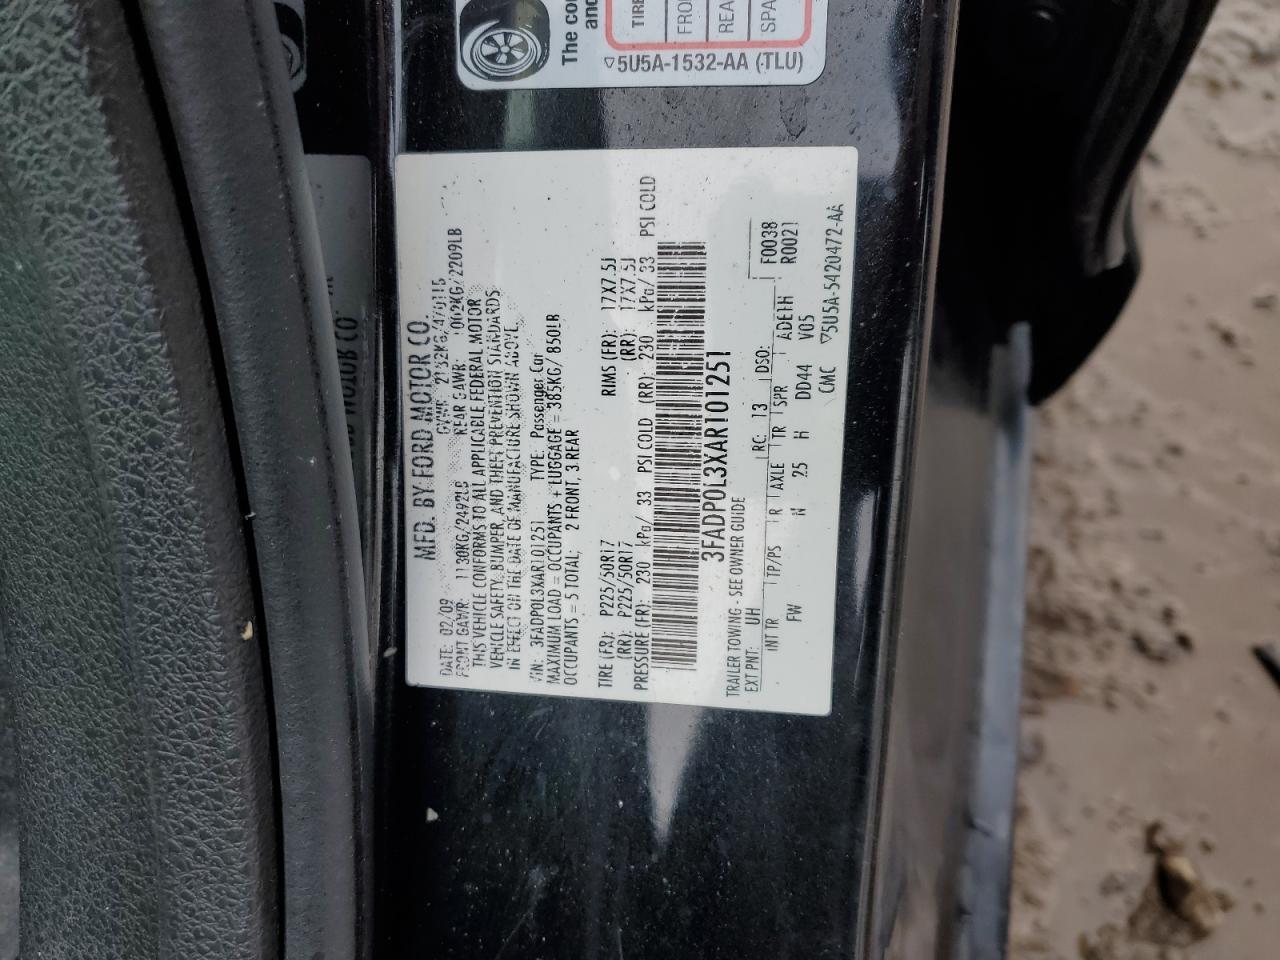 The con
and
TIRE
FRO
REA
SPA
▽5U5A-1532-AA (TLU)
MFD. BY FORD MOTOR CO.
DATE: 02/09
FRONT GAWR: 1130KG/2492LB REAR GAWR: 1002KG/2209LB
THIS VEHICLE CONFORMS TO ALL APPLICABLE FEDERAL MOTOR
VEHICLE SAFETY, BUMPER, AND THEFT PREVENTION STANDARDS
IN EFFECT ON THE DATE OF MANUFACTURE SHOWN ABOVE.
VIN: 3FADP0L3XAR101251 TYPE: Passenger Car
MAXIMUM LOAD = OCCUPANTS + LUGGAGE = 385KG/ 850LB
OCCUPANTS = 5 TOTAL; 2 FRONT, 3 REAR
TIRE (FR): P225/50R17 RIMS (FR): 17X7.5J
(RR): P225/50R17 (RR): 17X7.5J
PRESSURE (FR): 230 kPa/ 33 PSI COLD (RR): 230 kPa/ 33 PSI COLD
3FADP0L3XAR101251
TRAILER TOWING - SEE OWNER GUIDE
EXT PNT: UH RC: 13 DSO: F0038
R0021
INT TR TP/PS R AXLE TR SPR ADEIH
FW N 25 H DD44 V05
CMC ▽5U5A-5420472-AA